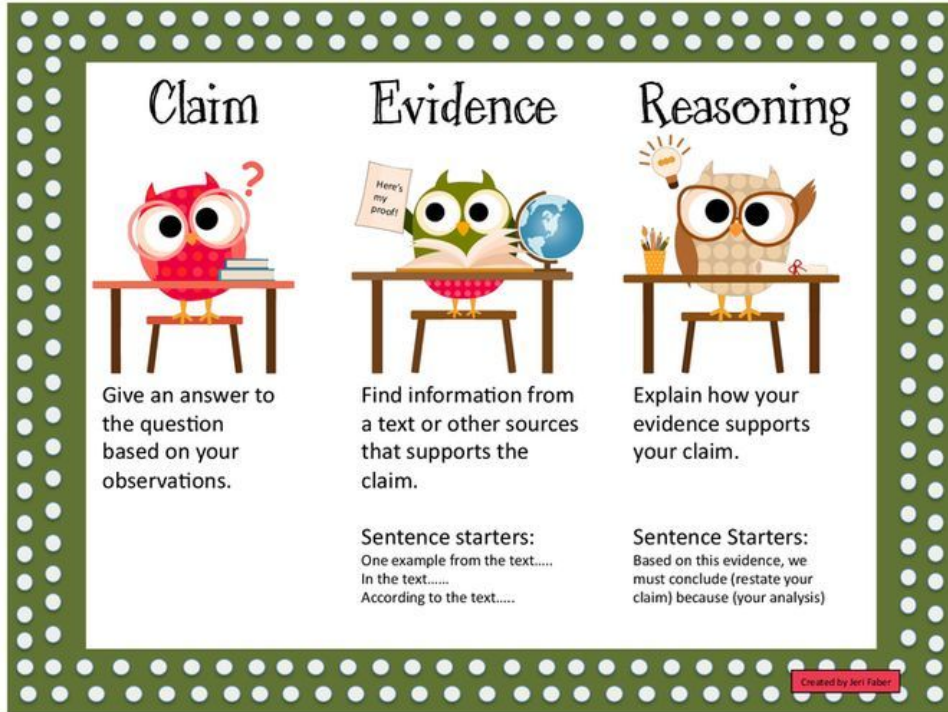 Claim
Evidence
Reasoning
Here's
my
proof!
Give an answer to
the question
based on your
observations.
Find information from
a text or other sources
that supports the
claim.
Sentence starters:
One example from the text.....
In the text......
According to the text.....
Explain how your
evidence supports
your claim.
Sentence Starters:
Based on this evidence, we
must conclude (restate your
claim) because (your analysis)
Created by Jeri Faber